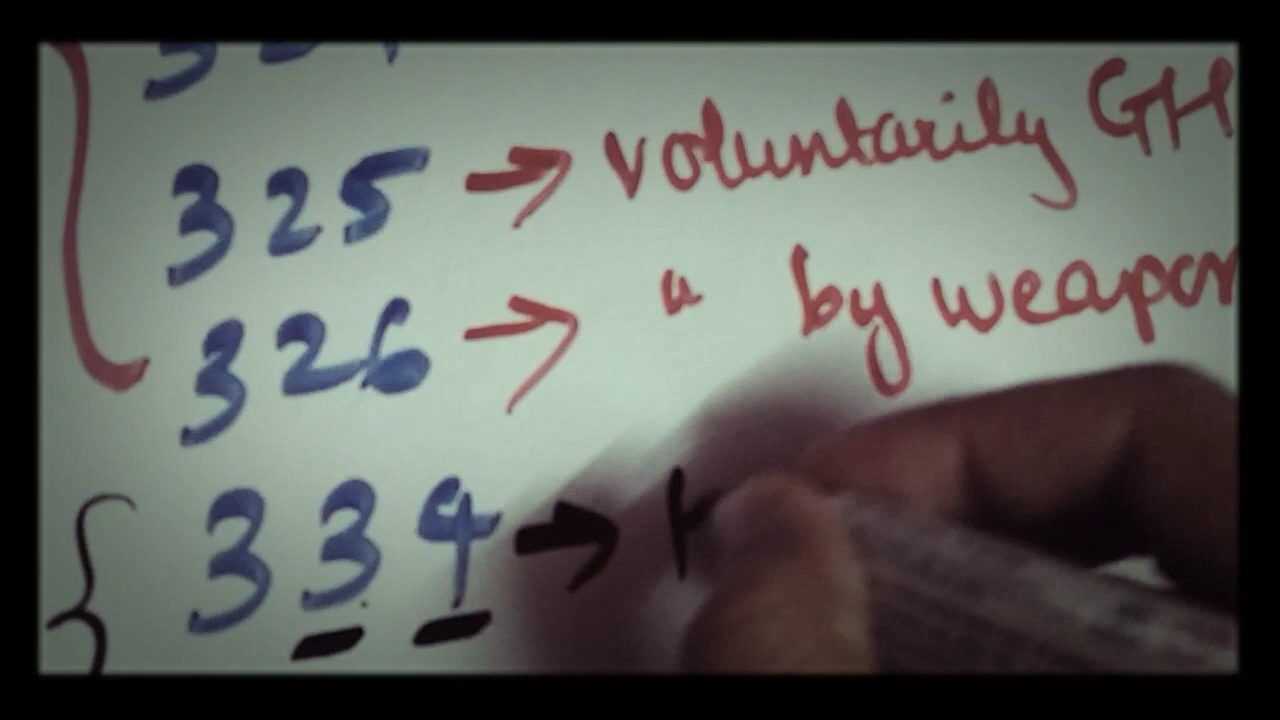 325 → voluntarily GH
326 → " by weapon
334 →